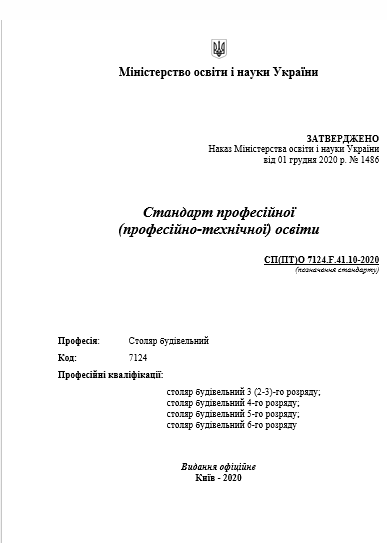 Міністерство освіти і науки України
ЗАТВЕРДЖЕНО
Наказ Міністерства освіти і науки України
від 01 грудня 2020 р. № 1486
Стандарт професійної
(професійно-технічної) освіти
СП(ПТ)О 7124.F.41.10-2020
(позначення стандарту)
Професія: Столяр будівельний
Код: 7124
Професійні кваліфікації:
столяр будівельний 3 (2-3)-го розряду;
столяр будівельний 4-го розряду;
столяр будівельний 5-го розряду;
столяр будівельний 6-го розряду
Видання офіційне
Київ - 2020